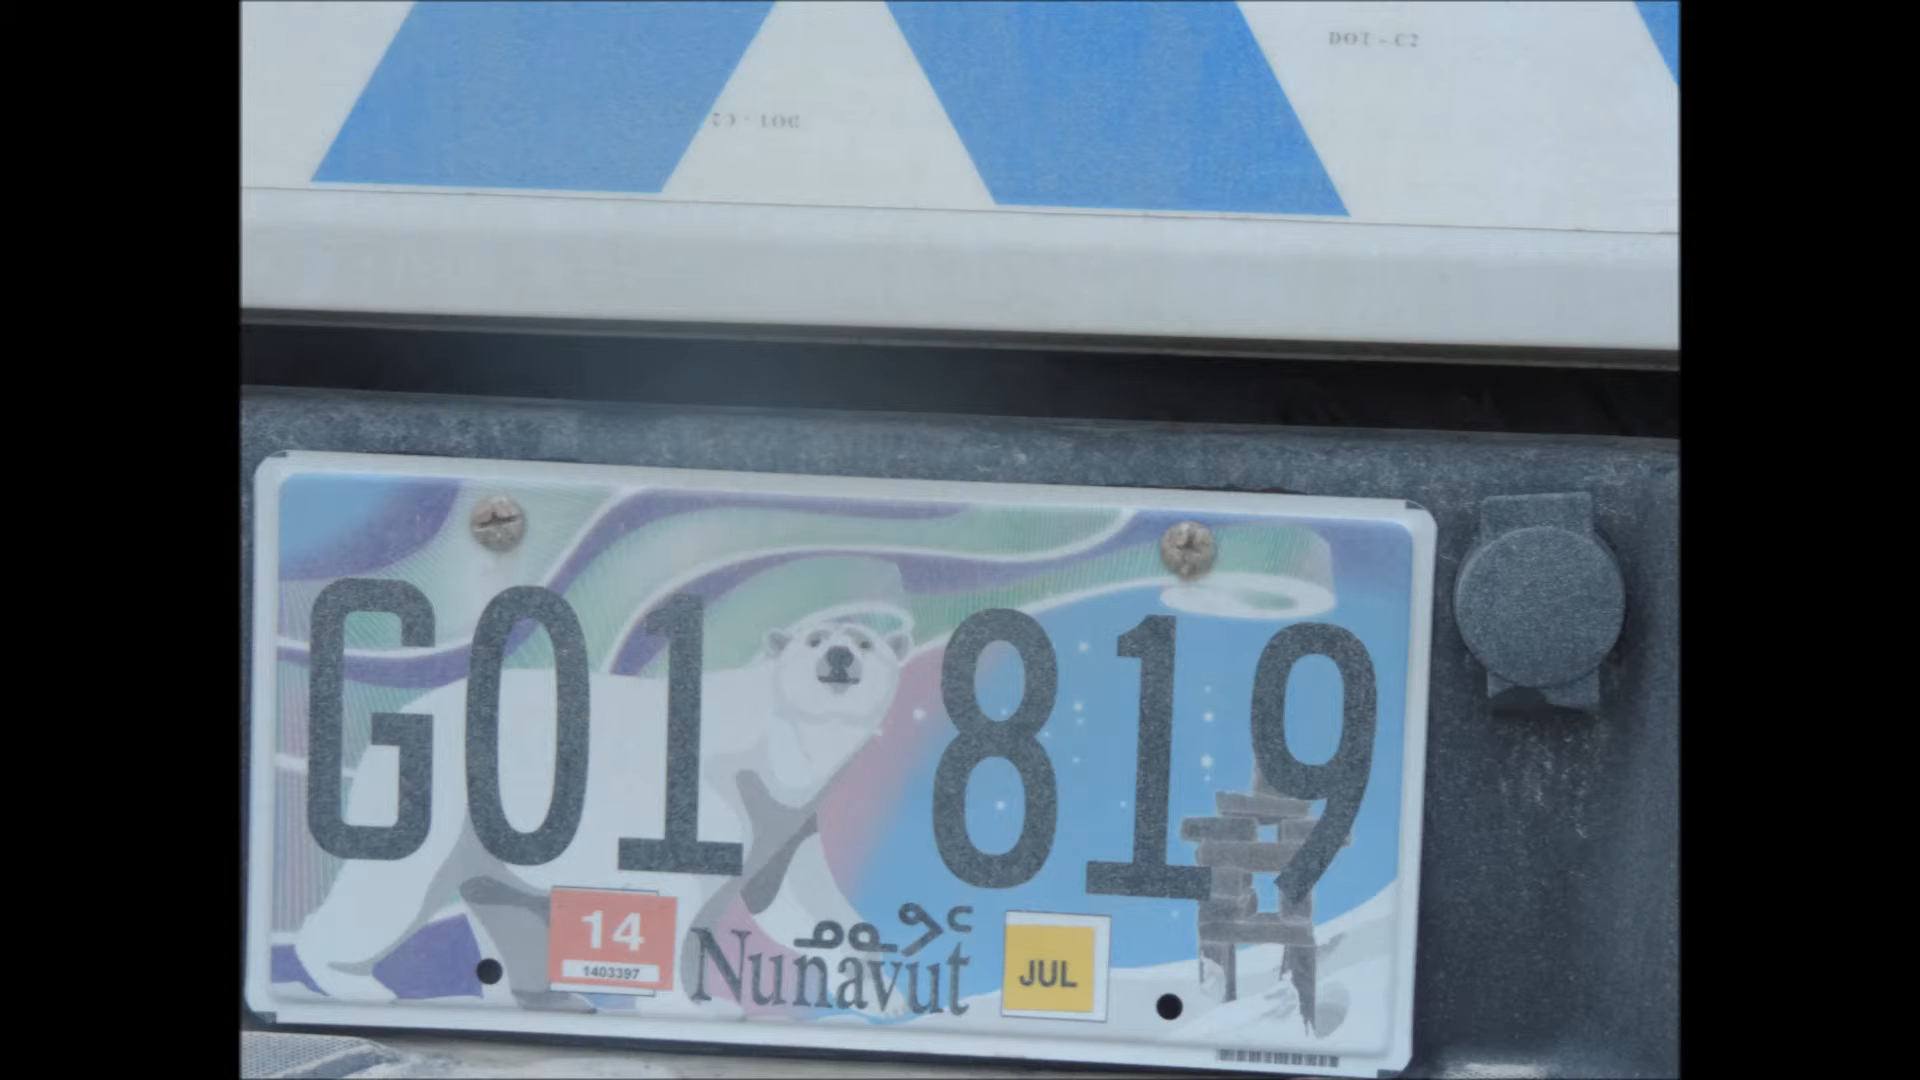 DOT-C2
DOT-C2
G01 819
14
1403397
ᓄᓇᕗᑦ
Nunavut
JUL